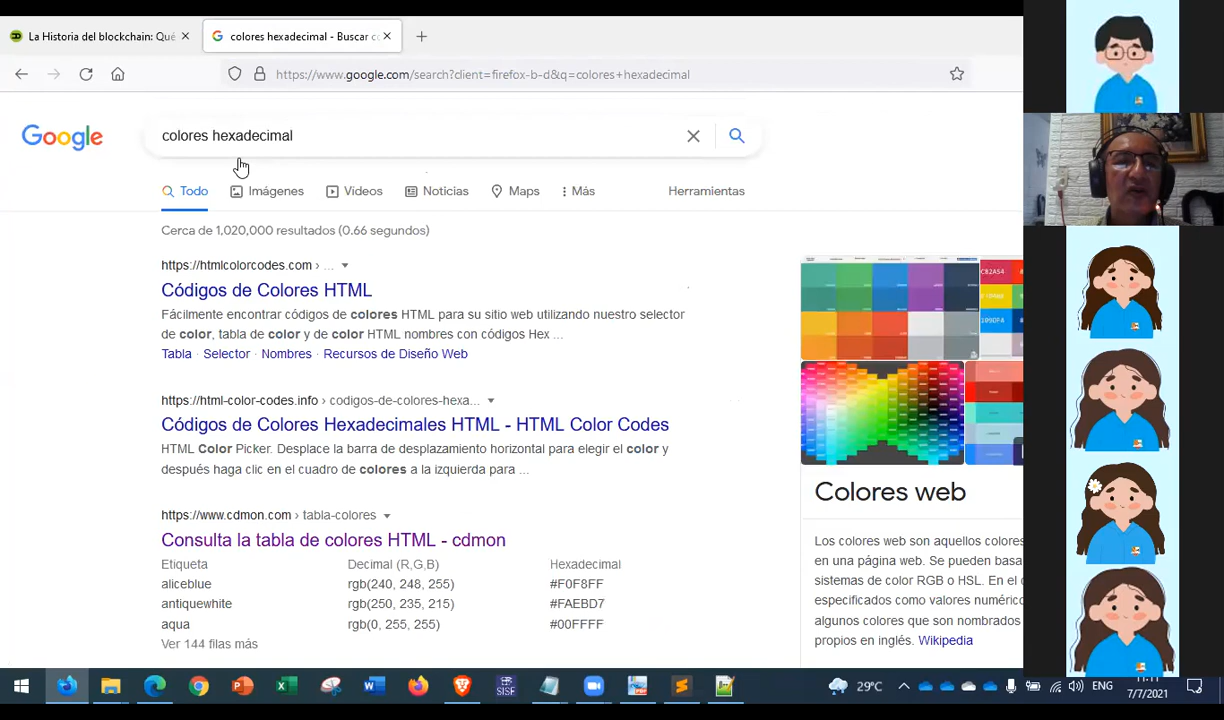 La Historia del blockchain: Qué
colores hexadecimal - Buscar co
https://www.google.com/search?client=firefox-b-d&q=colores+hexadecimal
Google
colores hexadecimal
Todo
Imágenes
Videos
Noticias
Maps
Más
Herramientas
Cerca de 1,020,000 resultados (0.66 segundos)
https://htmlcolorcodes.com › ...
Códigos de Colores HTML
Fácilmente encontrar códigos de colores HTML para su sitio web utilizando nuestro selector
de color, tabla de color y de color HTML nombres con códigos Hex ...
Tabla · Selector · Nombres · Recursos de Diseño Web
https://html-color-codes.info › codigos-de-colores-hexa...
Códigos de Colores Hexadecimales HTML - HTML Color Codes
HTML Color Picker. Desplace la barra de desplazamiento horizontal para elegir el color y
después haga clic en el cuadro de colores a la izquierda para ...
https://www.cdmon.com › tabla-colores
Consulta la tabla de colores HTML - cdmon
Etiqueta Decimal (R,G,B) Hexadecimal
aliceblue rgb(240, 248, 255) #F0F8FF
antiquewhite rgb(250, 235, 215) #FAEBD7
aqua rgb(0, 255, 255) #00FFFF
Ver 144 filas más
Colores web
Los colores web son aquellos colores
en una página web. Se pueden basa
sistemas de color RGB o HSL. En el c
especificados como valores numérico
algunos colores que son nombrados
propios en inglés. Wikipedia
SISF
29°C
ENG
7/7/2021